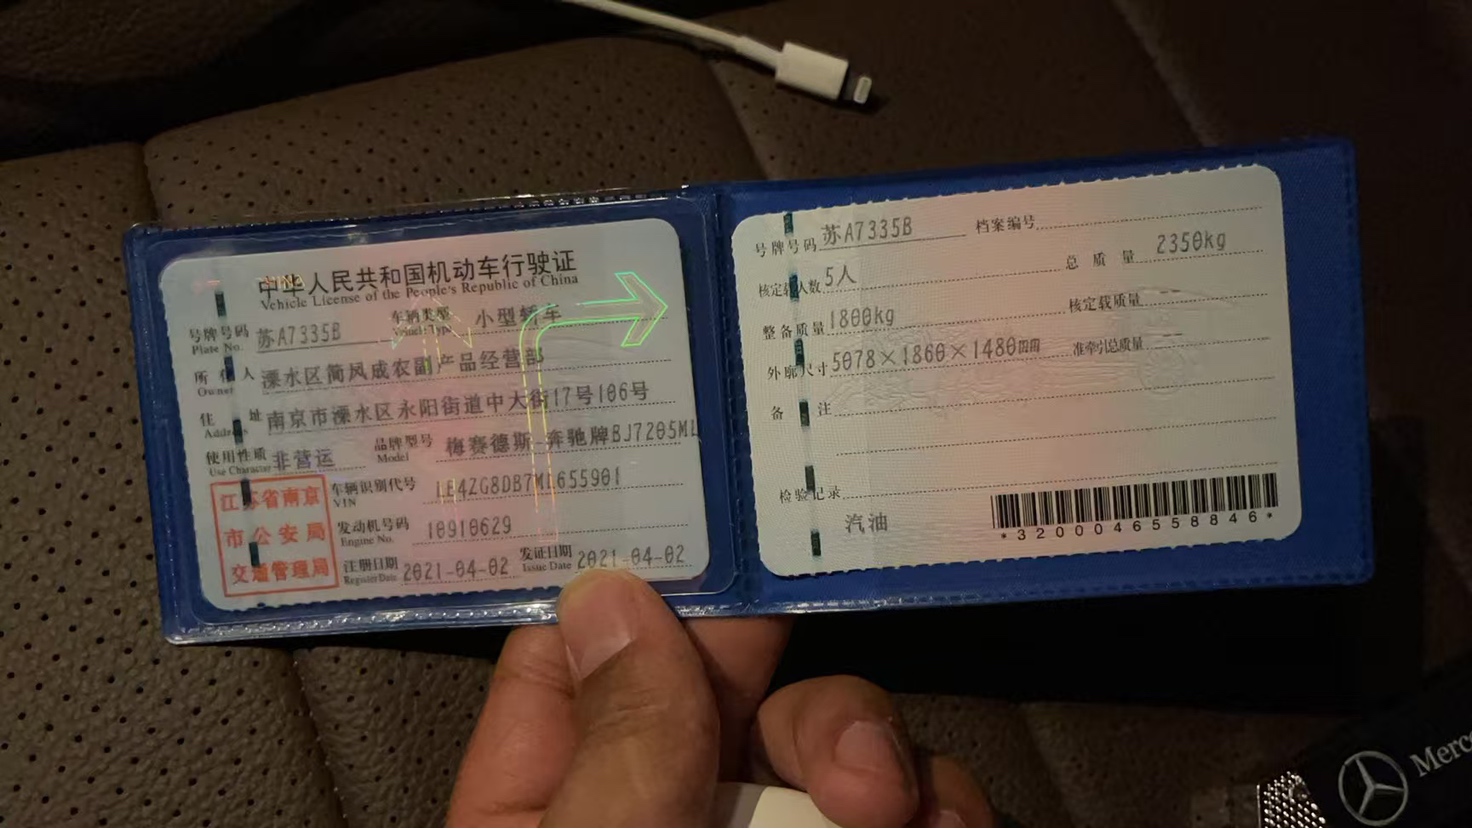 中华人民共和国机动车行驶证
Vehicle License of the People's Republic of China
号牌号码 苏A7335B 车辆类型 小型轿车
Plate No. Vehicle Type
所有人 溧水区简风成农副产品经营部
Owner
住址 南京市溧水区永阳街道中大街17号106号
Address
使用性质 非营运 品牌型号 梅赛德斯-奔驰牌BJ7205ML
Use Character Model
江苏省南京
市公安局
交通管理局
车辆识别代号 LE4ZG8DB7ML655901
VIN
发动机号码 10910629
Engine No.
注册日期 2021-04-02 发证日期 2021-04-02
Register Date Issue Date
号牌号码 苏A7335B 档案编号
核定载人数 5人 总质量 2350kg
整备质量 1800kg 核定载质量
外廓尺寸 5078×1860×1480mm 准牵引总质量 --
备注
检验记录
汽油
*3200046558846*
Merc